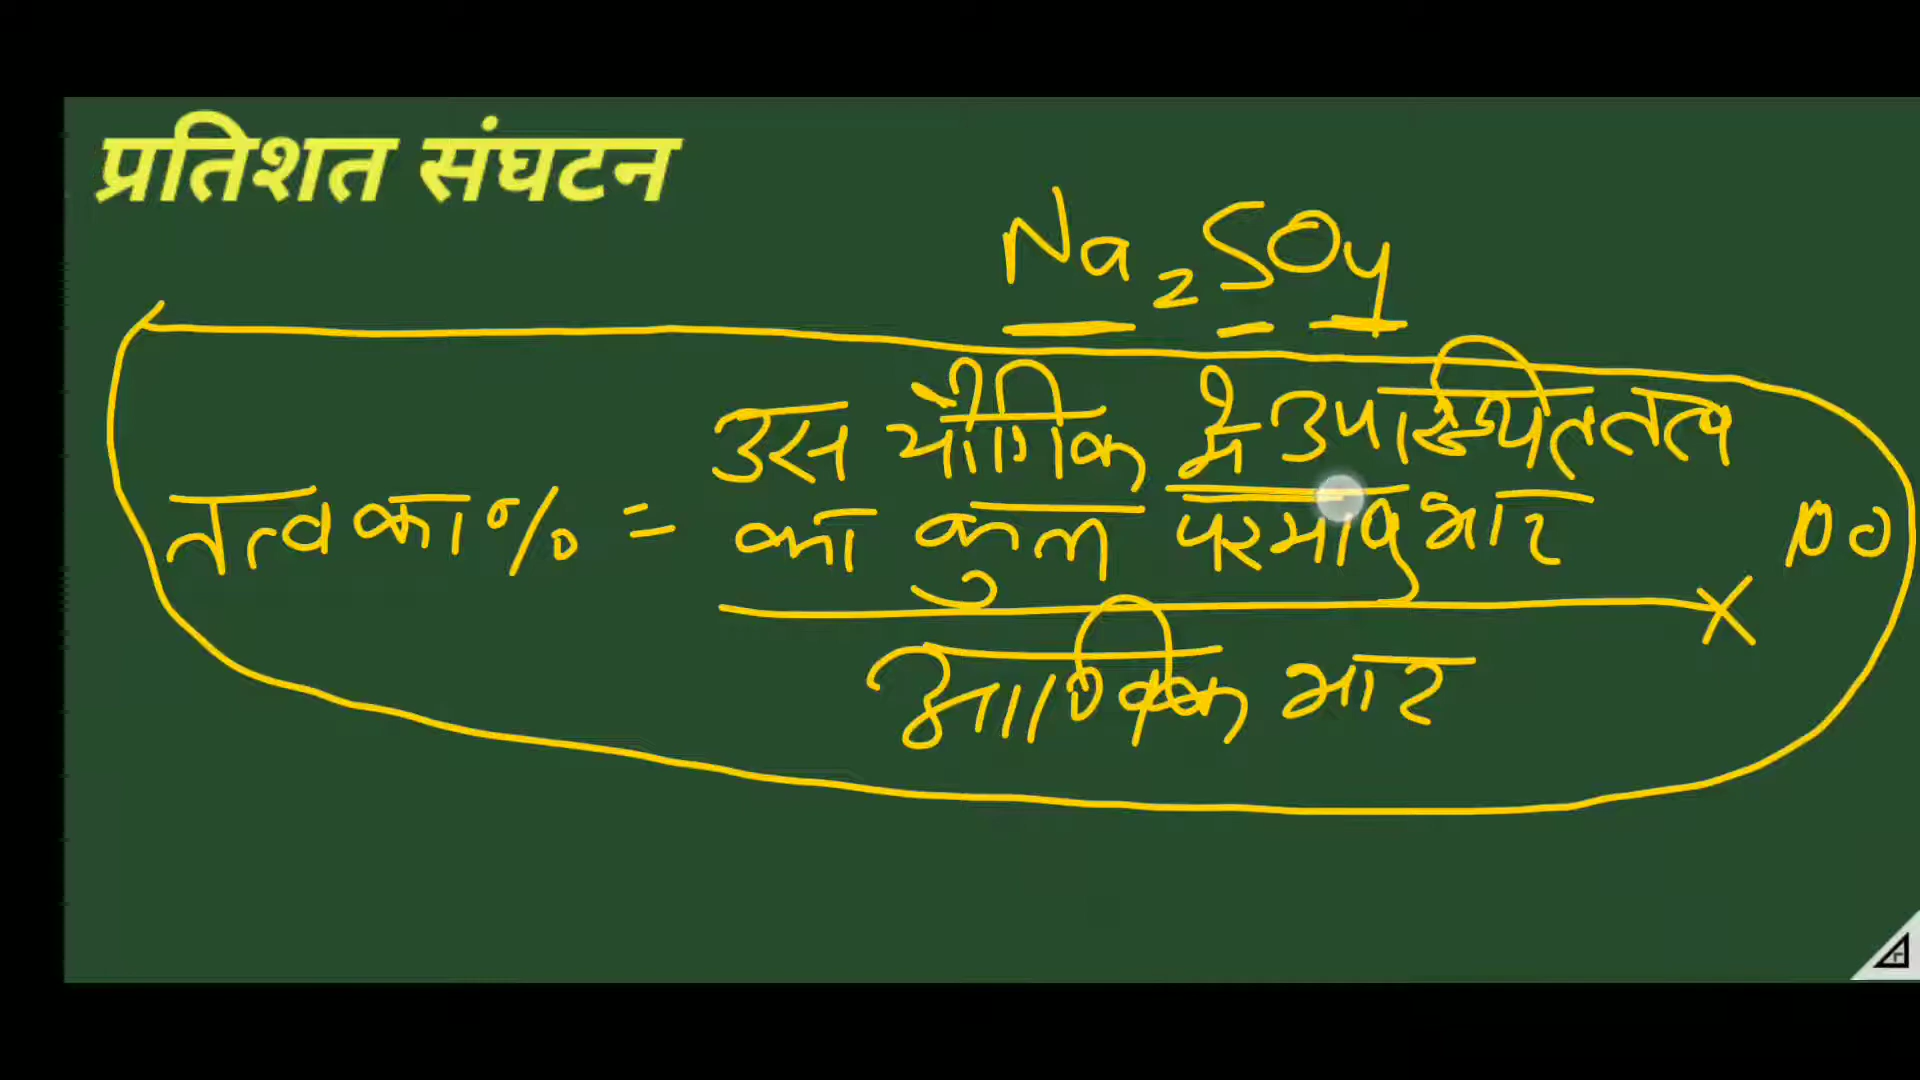 प्रतिशत संघटन
Na₂SO₄
उस यौगिक में उपस्थित तत्व
तत्व का % = का कुल परमाणु भार × 100
आण्विक भार